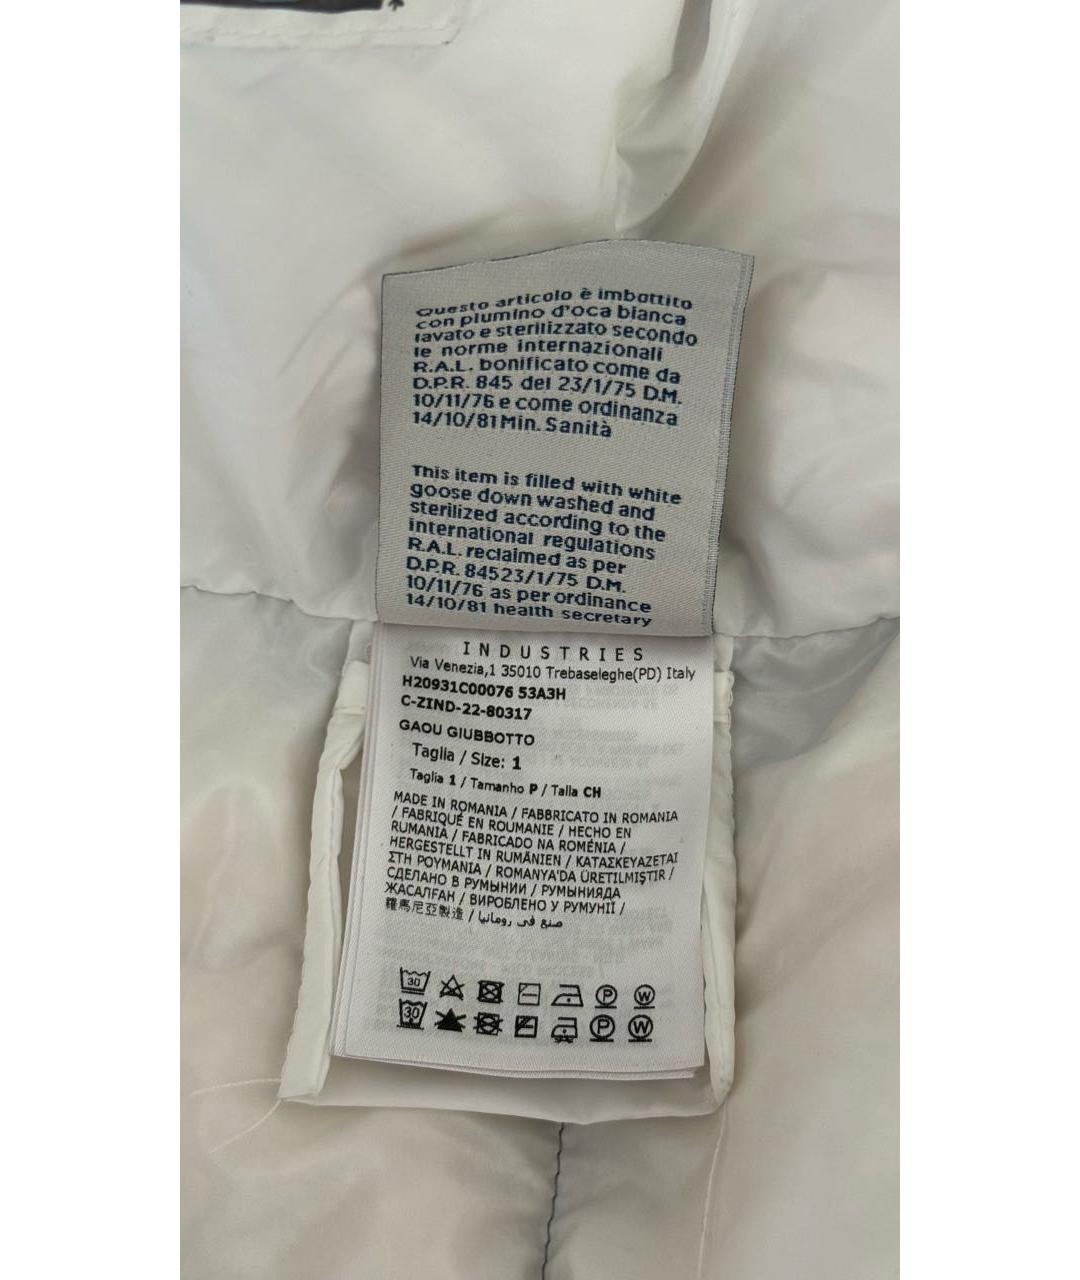 Questo articolo è imbottito
con piumino d'oca bianca
lavato e sterilizzato secondo
le norme internazionali
R.A.L. bonificato come da
D.P.R. 845 del 23/1/75 D.M.
10/11/76 e come ordinanza
14/10/81 Min. Sanità
This item is filled with white
goose down washed and
sterilized according to the
international regulations
R.A.L. reclaimed as per
D.P.R. 84523/1/75 D.M.
10/11/76 as per ordinance
14/10/81 health secretary
INDUSTRIES
Via Venezia,1 35010 Trebaseleghe(PD) Italy
H20931C00076 53A3H
C-ZIND-22-80317
GAOU GIUBBOTTO
Taglia / Size: 1
Taglia 1 / Tamanho P / Talla CH
MADE IN ROMANIA / FABBRICATO IN ROMANIA
/ FABRIQUÉ EN ROUMANIE / HECHO EN
RUMANIA / FABRICADO NA ROMÉNIA /
HERGESTELLT IN RUMÄNIEN / ΚΑΤΑΣΚΕΥΑΖΕΤΑΙ
ΣΤΗ ΡΟΥΜΑΝΙΑ / ROMANYA'DA ÜRETILMIŞTIR /
СДЕЛАНО В РУМЫНИИ / РУМЫНИЯДА
ЖАСАЛҒАН / ВИРОБЛЕНО У РУМУНІЇ /
羅馬尼亞製造 / صنع في رومانيا
30 P W
30 P W